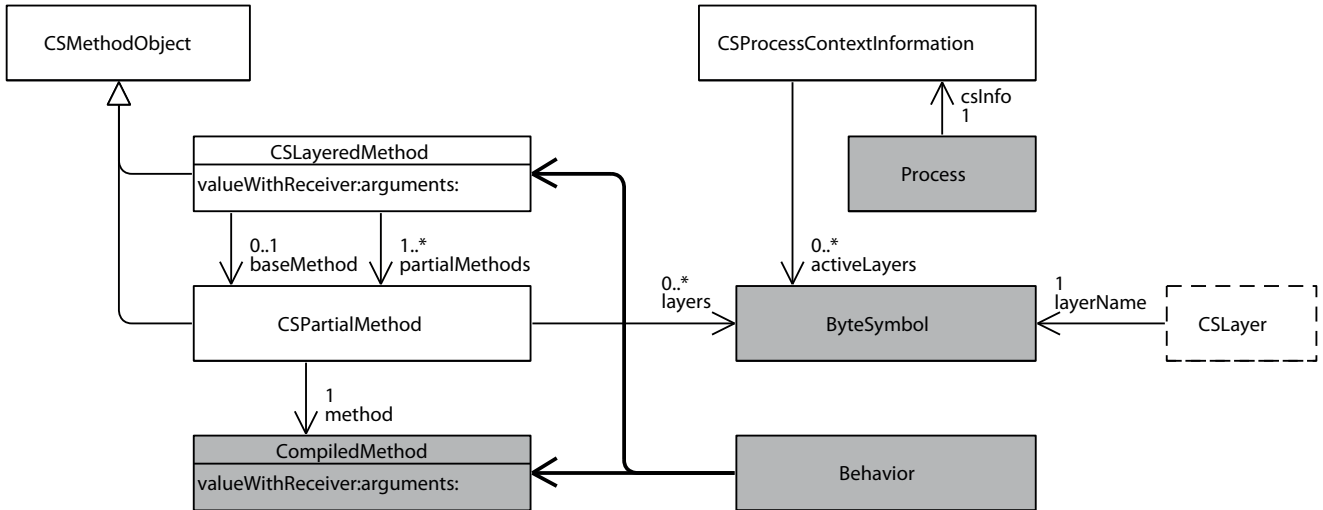 CSMethodObject
CSProcessContextInformation
csInfo
1
Process
CSLayeredMethod
valueWithReceiver:arguments:
0..1
baseMethod
1..*
partialMethods
0..*
activeLayers
CSPartialMethod
0..*
layers
ByteSymbol
1
layerName
CSLayer
1
method
CompiledMethod
valueWithReceiver:arguments:
Behavior